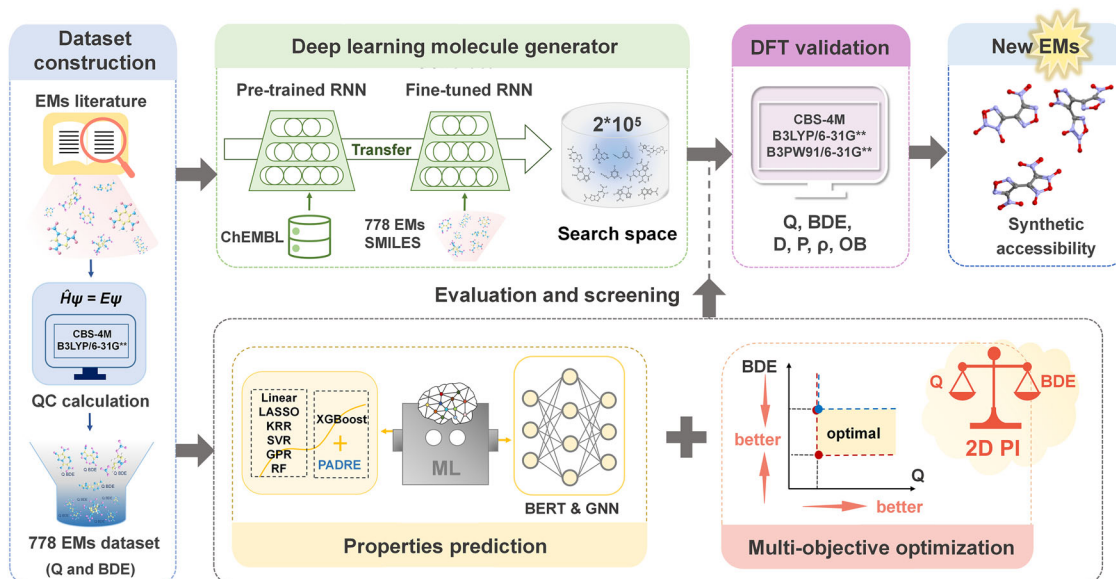 Dataset
construction
EMs literature
Ĥψ = Eψ
CBS-4M
B3LYP/6-31G**
QC calculation
Q BDE
Q BDE
Q BDE
778 EMs dataset
(Q and BDE)
Deep learning molecule generator
Pre-trained RNN
Fine-tuned RNN
Transfer
ChEMBL
778 EMs
SMILES
2*10⁵
Search space
DFT validation
CBS-4M
B3LYP/6-31G**
B3PW91/6-31G**
Q, BDE,
D, P, ρ, OB
New EMs
Synthetic
accessibility
Evaluation and screening
Linear
LASSO
KRR
SVR
GPR
RF
XGBoost
+
PADRE
ML
BERT & GNN
Properties prediction
BDE
better
better
optimal
Q
better
Q
BDE
2D PI
Multi-objective optimization